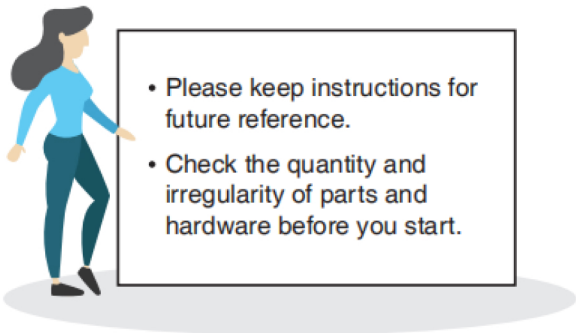 • Please keep instructions for
future reference.
• Check the quantity and
irregularity of parts and
hardware before you start.